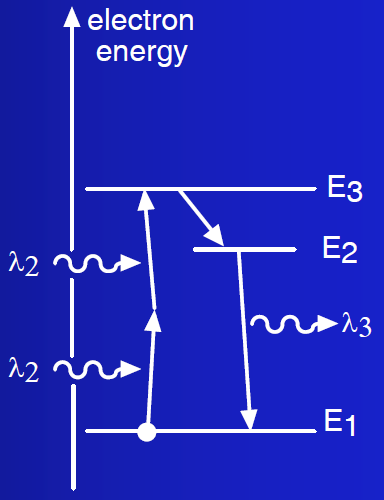 electron
energy
E3
E2
λ2
λ3
λ2
E1